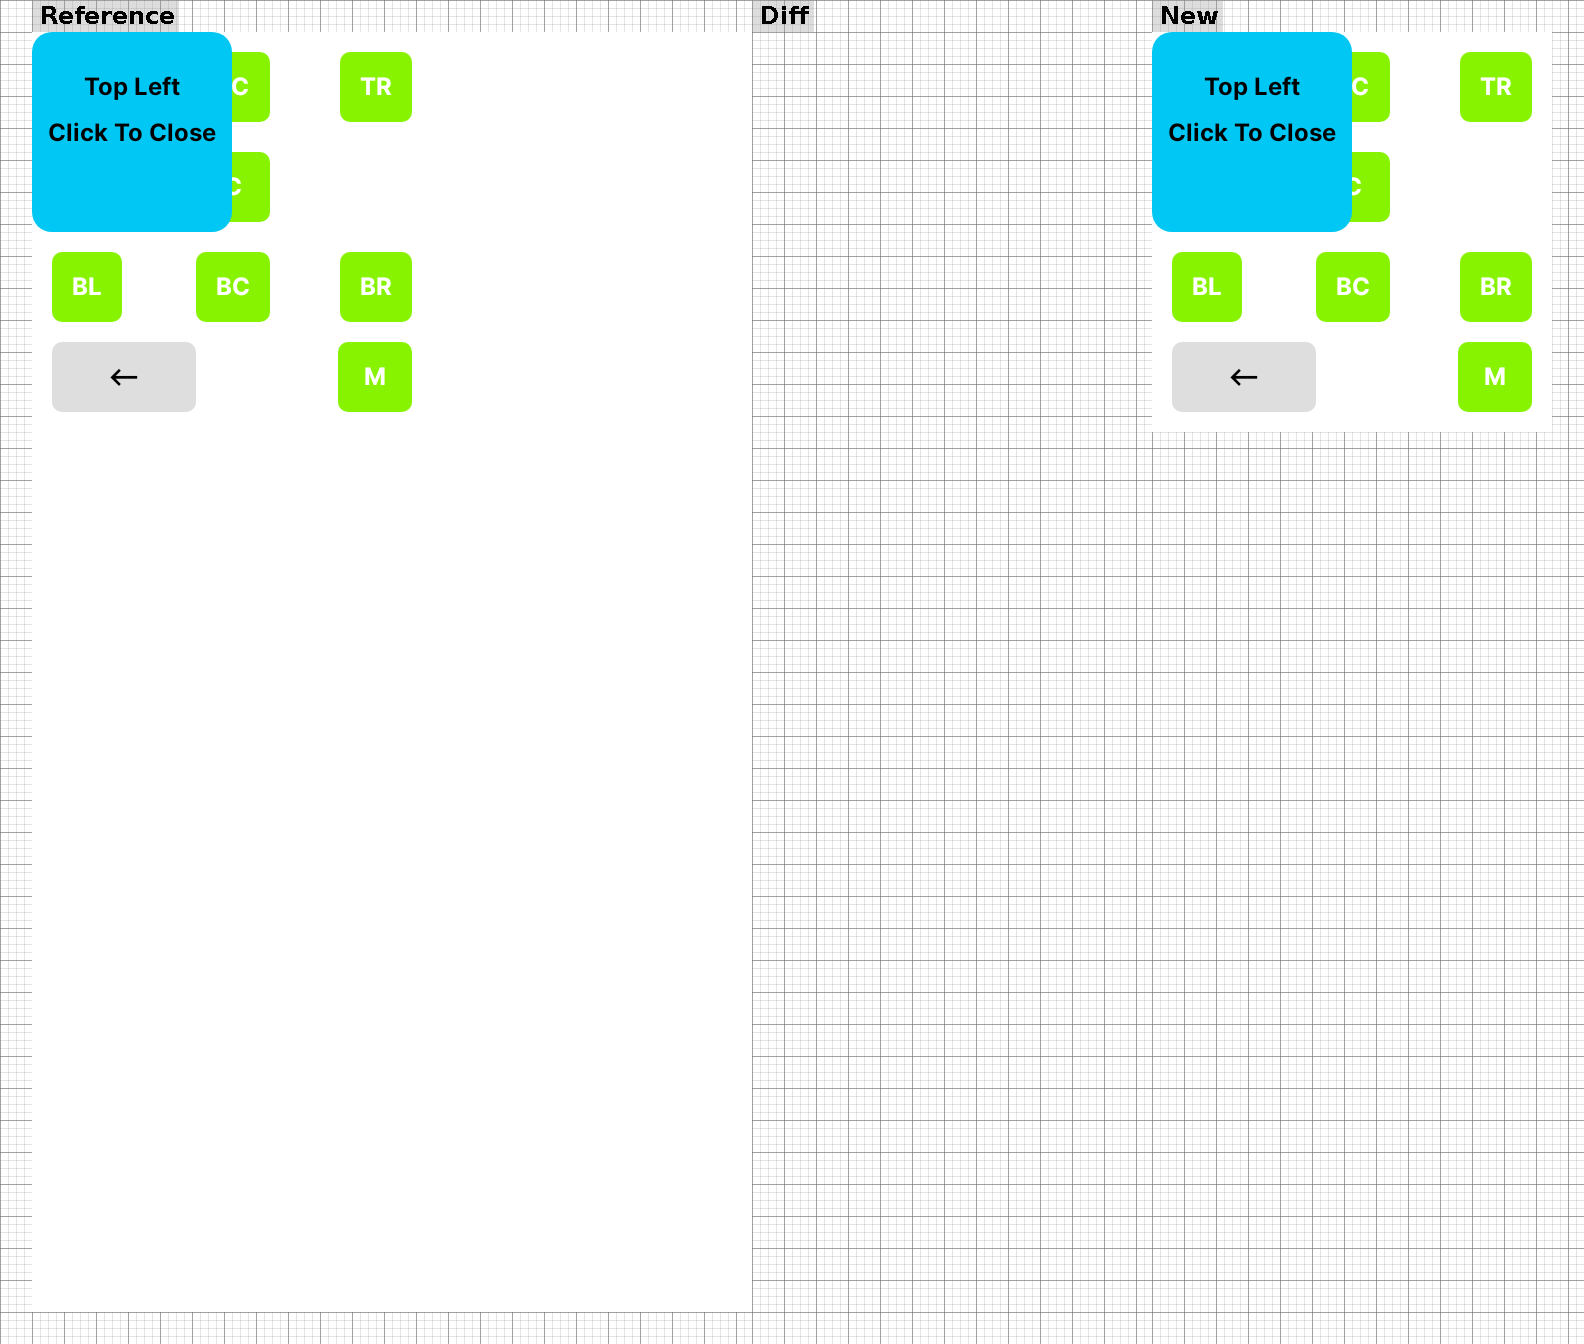 Reference
Diff
New
Top Left
C
TR
Click To Close
C
BL
BC
BR
←
M
Top Left
C
TR
Click To Close
C
BL
BC
BR
←
M